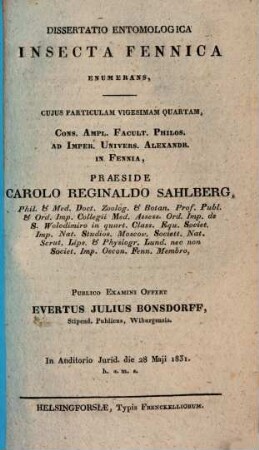 DISSERTATIO ENTOMOLOGICA
INSECTA FENNICA
ENUMERANS,
CUJUS PARTICULAM VIGESIMAM QUARTAM,
CONS. AMPL. FACULT. PHILOS.
AD IMPER. UNIVERS. ALEXANDR.
IN FENNIA,
PRAESIDE
CAROLO REGINALDO SAHLBERG,
Phil. & Med. Doct. Zoolog. & Botan. Prof. Publ.
& Ord. Imp. Collegii Med. Assess. Ord. Imp. de
S. Wolodimiro in quart. Class. Equ. Societ.
Imp. Nat. Studios. Moscov. Societt. Nat.
Scrut. Lips. & Physiogr. Lund. nec non
Societ. Imp. Oecon. Fenn. Membro,
PUBLICO EXAMINI OFFERT
EVERTUS JULIUS BONSDORFF,
Stipend. Publicus, Wiburgensis.
In Auditorio Jurid. die 28 Maji 1831.
h. a. m. s.
HELSINGFORSIÆ, Typis FRENCKELLIORUM.